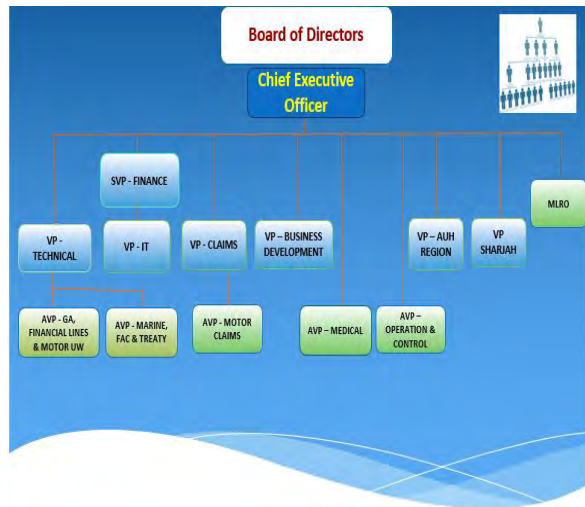 Board of Directors
Chief Executive
Officer
SVP - FINANCE
MLRO
VP -
TECHNICAL
VP - IT
VP - CLAIMS
VP – BUSINESS
DEVELOPMENT
VP – AUH
REGION
VP
SHARJAH
AVP - GA,
FINANCIAL LINES
& MOTOR UW
AVP - MARINE,
FAC & TREATY
AVP - MOTOR
CLAIMS
AVP – MEDICAL
AVP –
OPERATION &
CONTROL